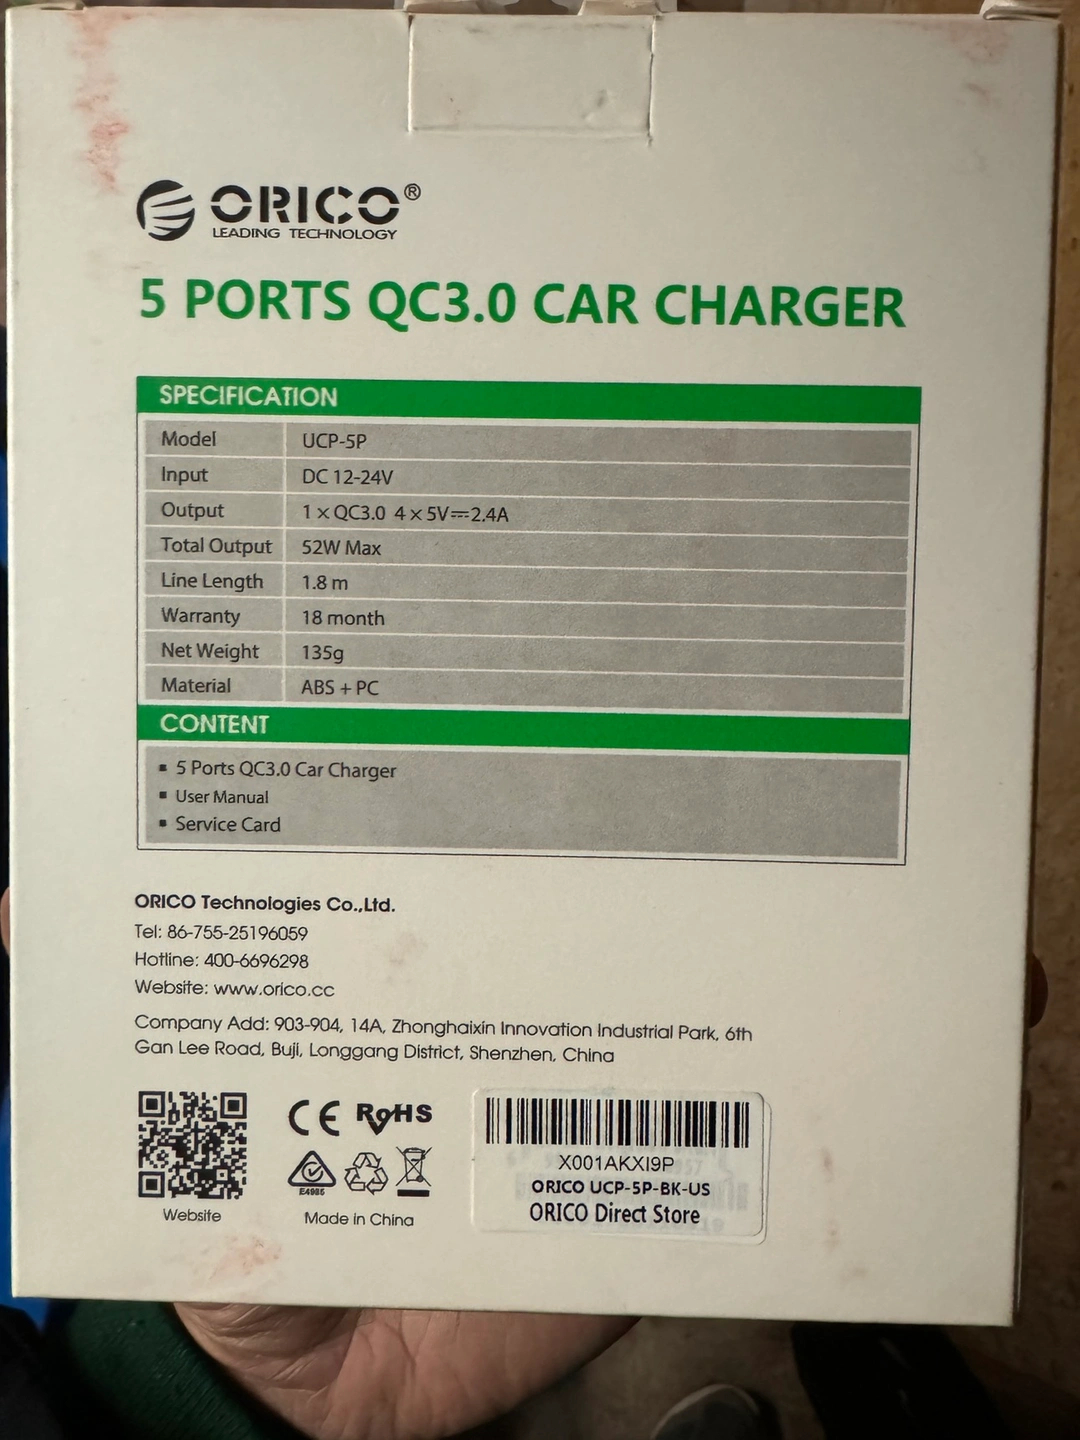 ORICO®
LEADING TECHNOLOGY
5 PORTS QC3.0 CAR CHARGER
SPECIFICATION
Model UCP-5P
Input DC 12-24V
Output 1 x QC3.0 4 x 5V⎓2.4A
Total Output 52W Max
Line Length 1.8 m
Warranty 18 month
Net Weight 135g
Material ABS + PC
CONTENT
▪ 5 Ports QC3.0 Car Charger
▪ User Manual
▪ Service Card
ORICO Technologies Co.,Ltd.
Tel: 86-755-25196059
Hotline: 400-6696298
Website: www.orico.cc
Company Add: 903-904, 14A, Zhonghaixin Innovation Industrial Park, 6th
Gan Lee Road, Buji, Longgang District, Shenzhen, China
CE RoHS
E4985
Website
Made in China
X001AKXI9P
ORICO UCP-5P-BK-US
ORICO Direct Store